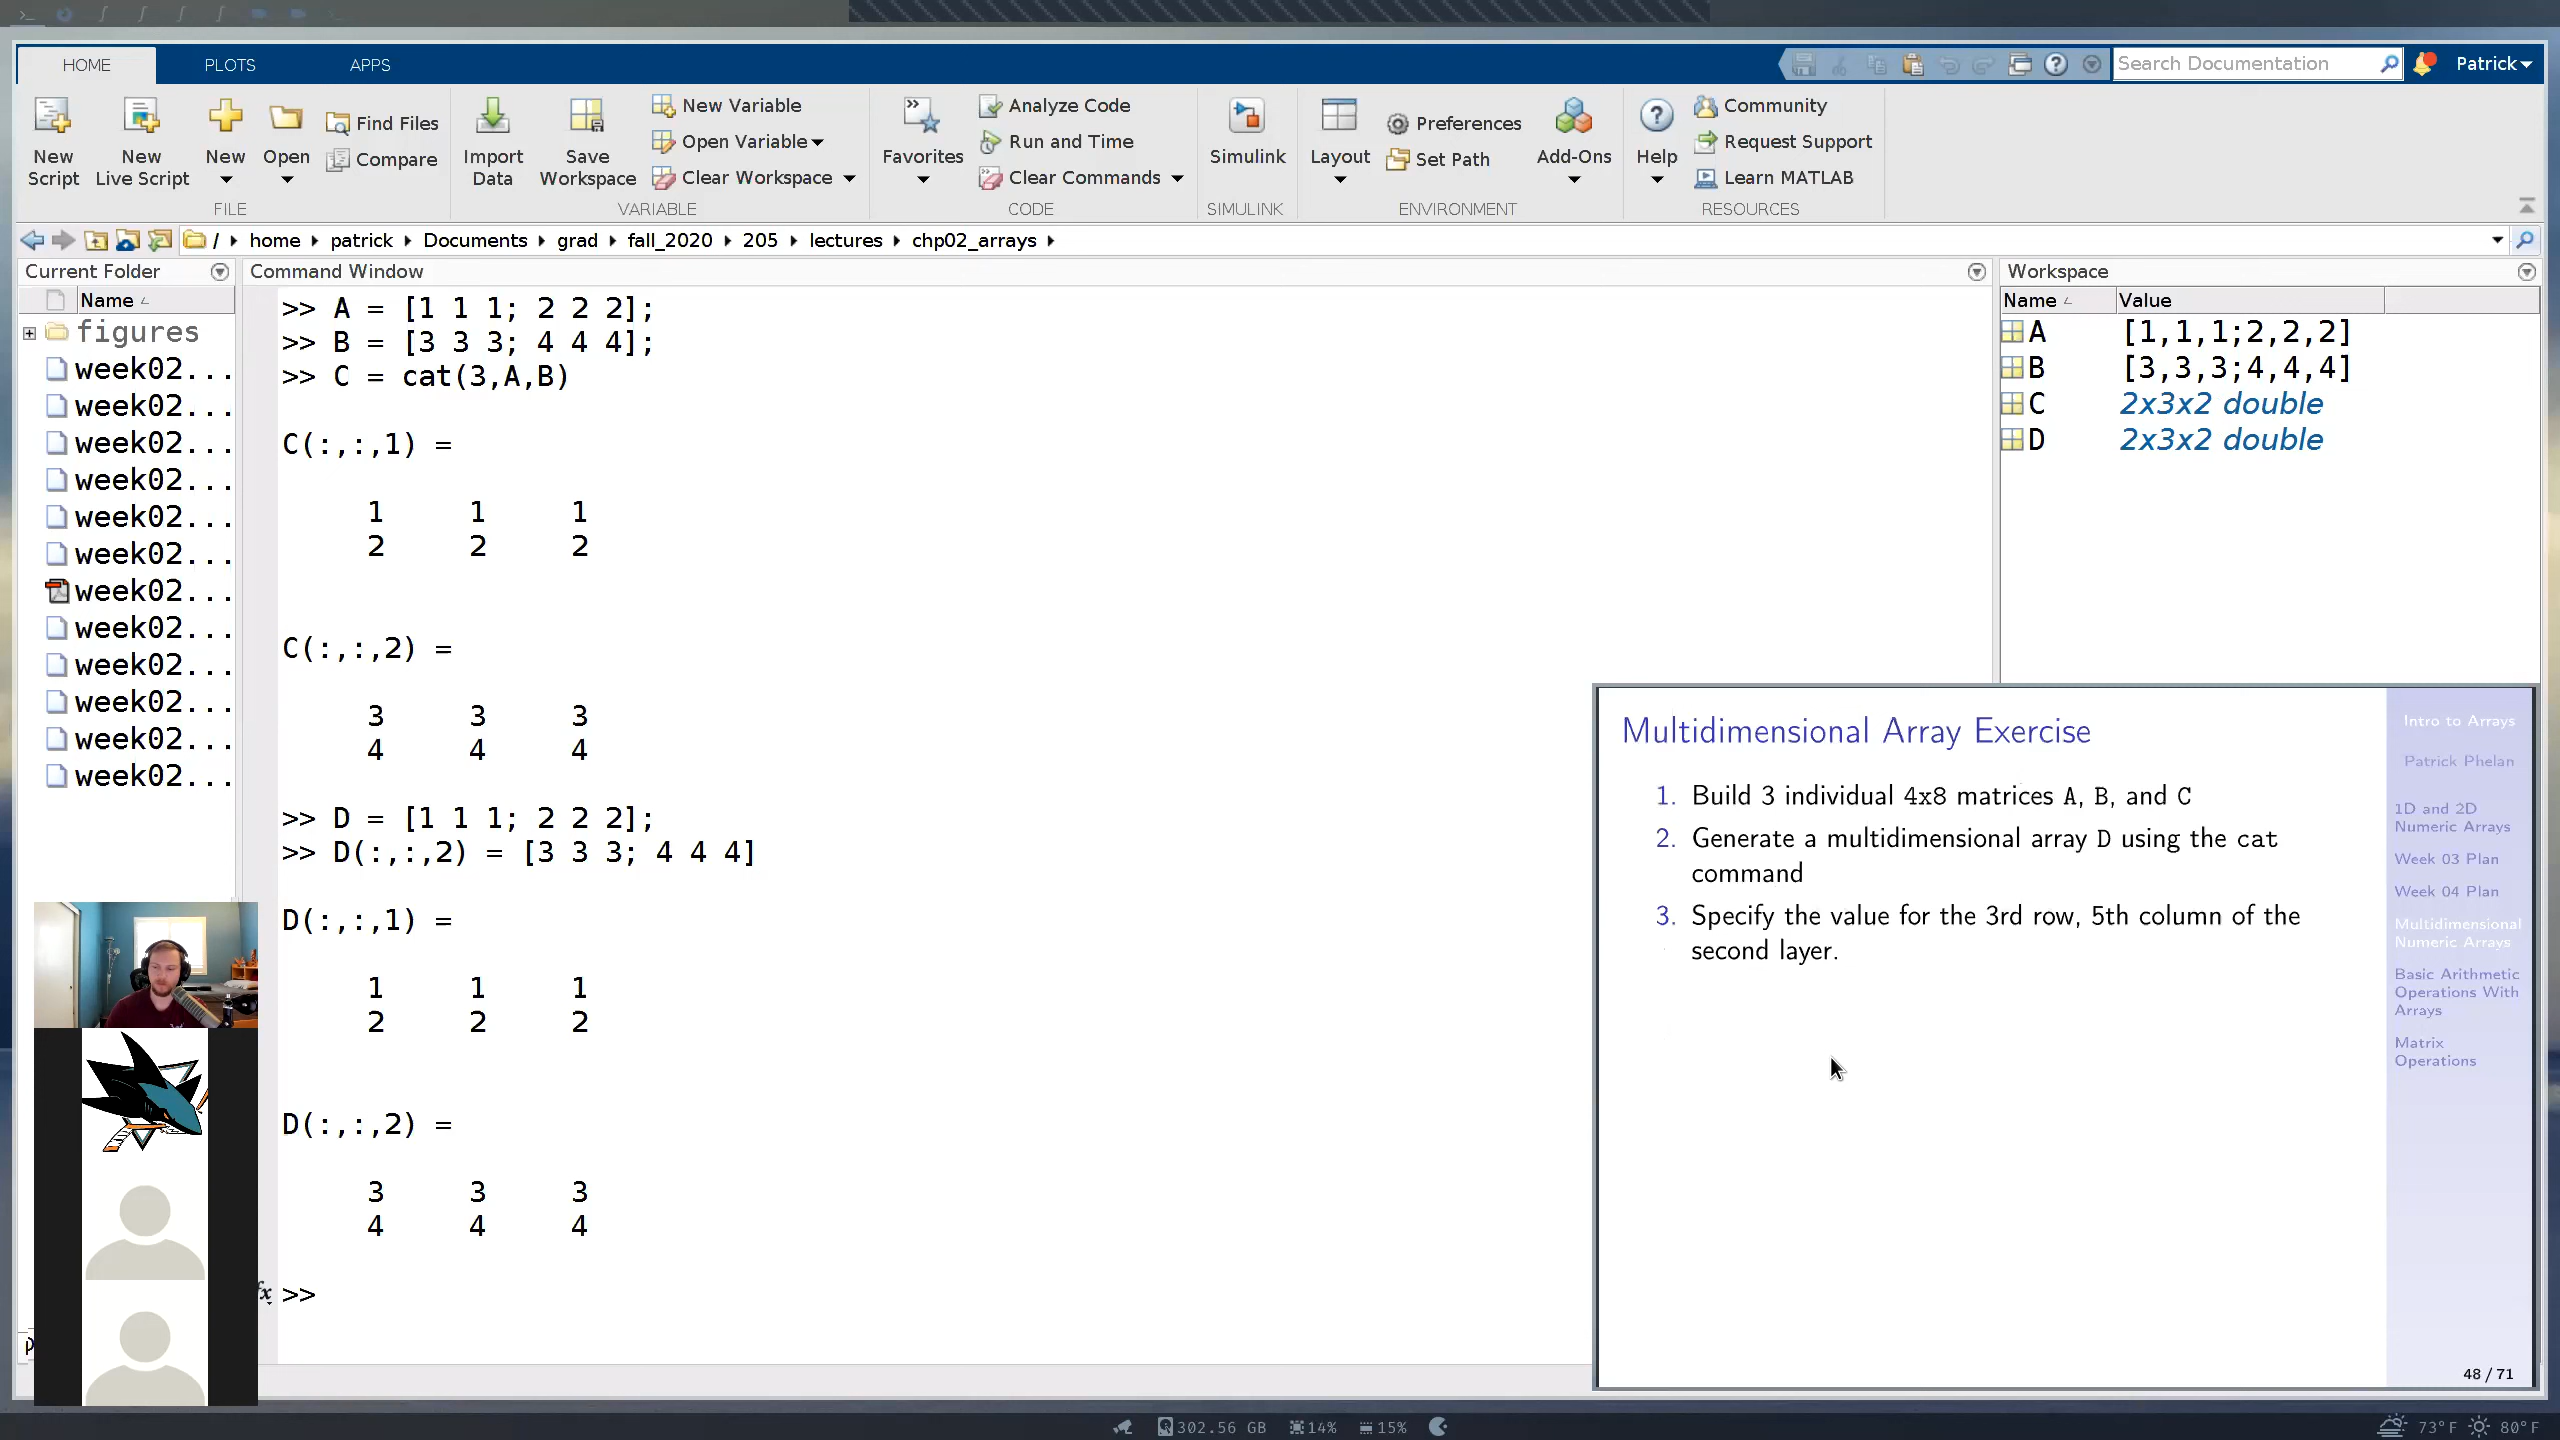 HOME PLOTS APPS
Search Documentation
Patrick
New Script
New Live Script
New
Open
Find Files
Compare
FILE
Import Data
Save Workspace
New Variable
Open Variable
Clear Workspace
VARIABLE
Favorites
Analyze Code
Run and Time
Clear Commands
CODE
Simulink
SIMULINK
Layout
Preferences
Set Path
Add-Ons
ENVIRONMENT
Help
Community
Request Support
Learn MATLAB
RESOURCES
/ home patrick Documents grad fall_2020 205 lectures chp02_arrays
Current Folder
Name
figures
week02...
week02...
week02...
week02...
week02...
week02...
week02...
week02...
week02...
week02...
week02...
week02...
Command Window
>> A = [1 1 1; 2 2 2];
>> B = [3 3 3; 4 4 4];
>> C = cat(3,A,B)
C(:,:,1) =
1 1 1
2 2 2
C(:,:,2) =
3 3 3
4 4 4
>> D = [1 1 1; 2 2 2];
>> D(:,:,2) = [3 3 3; 4 4 4]
D(:,:,1) =
1 1 1
2 2 2
D(:,:,2) =
3 3 3
4 4 4
fx >>
Workspace
Name Value
A [1,1,1;2,2,2]
B [3,3,3;4,4,4]
C 2x3x2 double
D 2x3x2 double
Multidimensional Array Exercise
1. Build 3 individual 4x8 matrices A, B, and C
2. Generate a multidimensional array D using the cat
command
3. Specify the value for the 3rd row, 5th column of the
second layer.
Intro to Arrays
Patrick Phelan
1D and 2D
Numeric Arrays
Week 03 Plan
Week 04 Plan
Multidimensional
Numeric Arrays
Basic Arithmetic
Operations With
Arrays
Matrix
Operations
48 / 71
302.56 GB 14% 15%
73°F 80°F